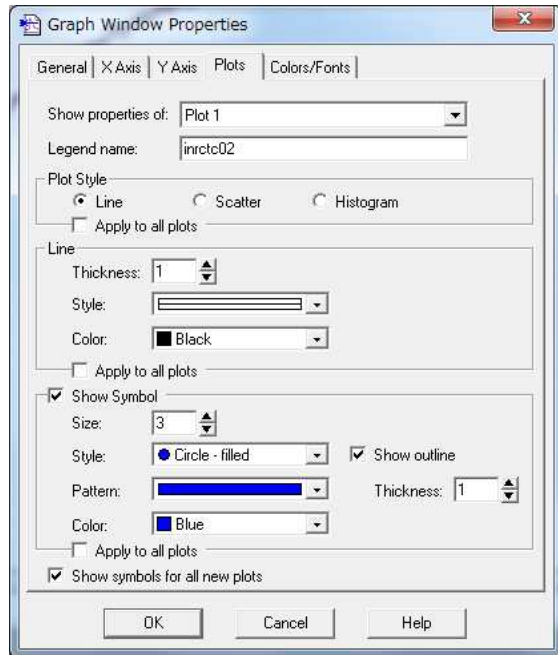 Graph Window Properties
General X Axis Y Axis Plots Colors/Fonts
Show properties of: Plot 1
Legend name: inrctc02
Plot Style
Line Scatter Histogram
Apply to all plots
Line
Thickness: 1
Style:
Color: Black
Apply to all plots
Show Symbol
Size: 3
Style: Circle - filled Show outline
Pattern: Thickness: 1
Color: Blue
Apply to all plots
Show symbols for all new plots
OK Cancel Help